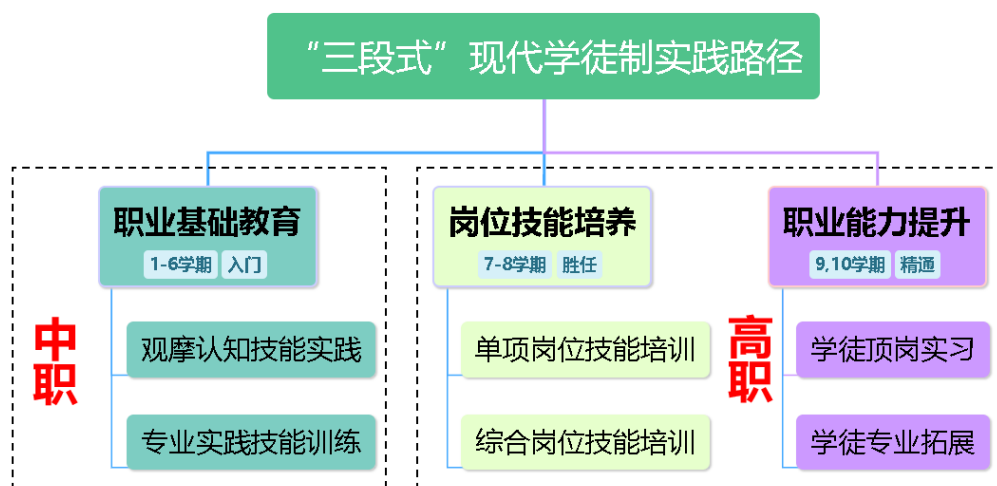 “三段式”现代学徒制实践路径
职业基础教育
1-6学期 入门
中职
观摩认知技能实践
专业实践技能训练
岗位技能培养
7-8学期 胜任
单项岗位技能培训
综合岗位技能培训
高职
职业能力提升
9,10学期 精通
学徒顶岗实习
学徒专业拓展